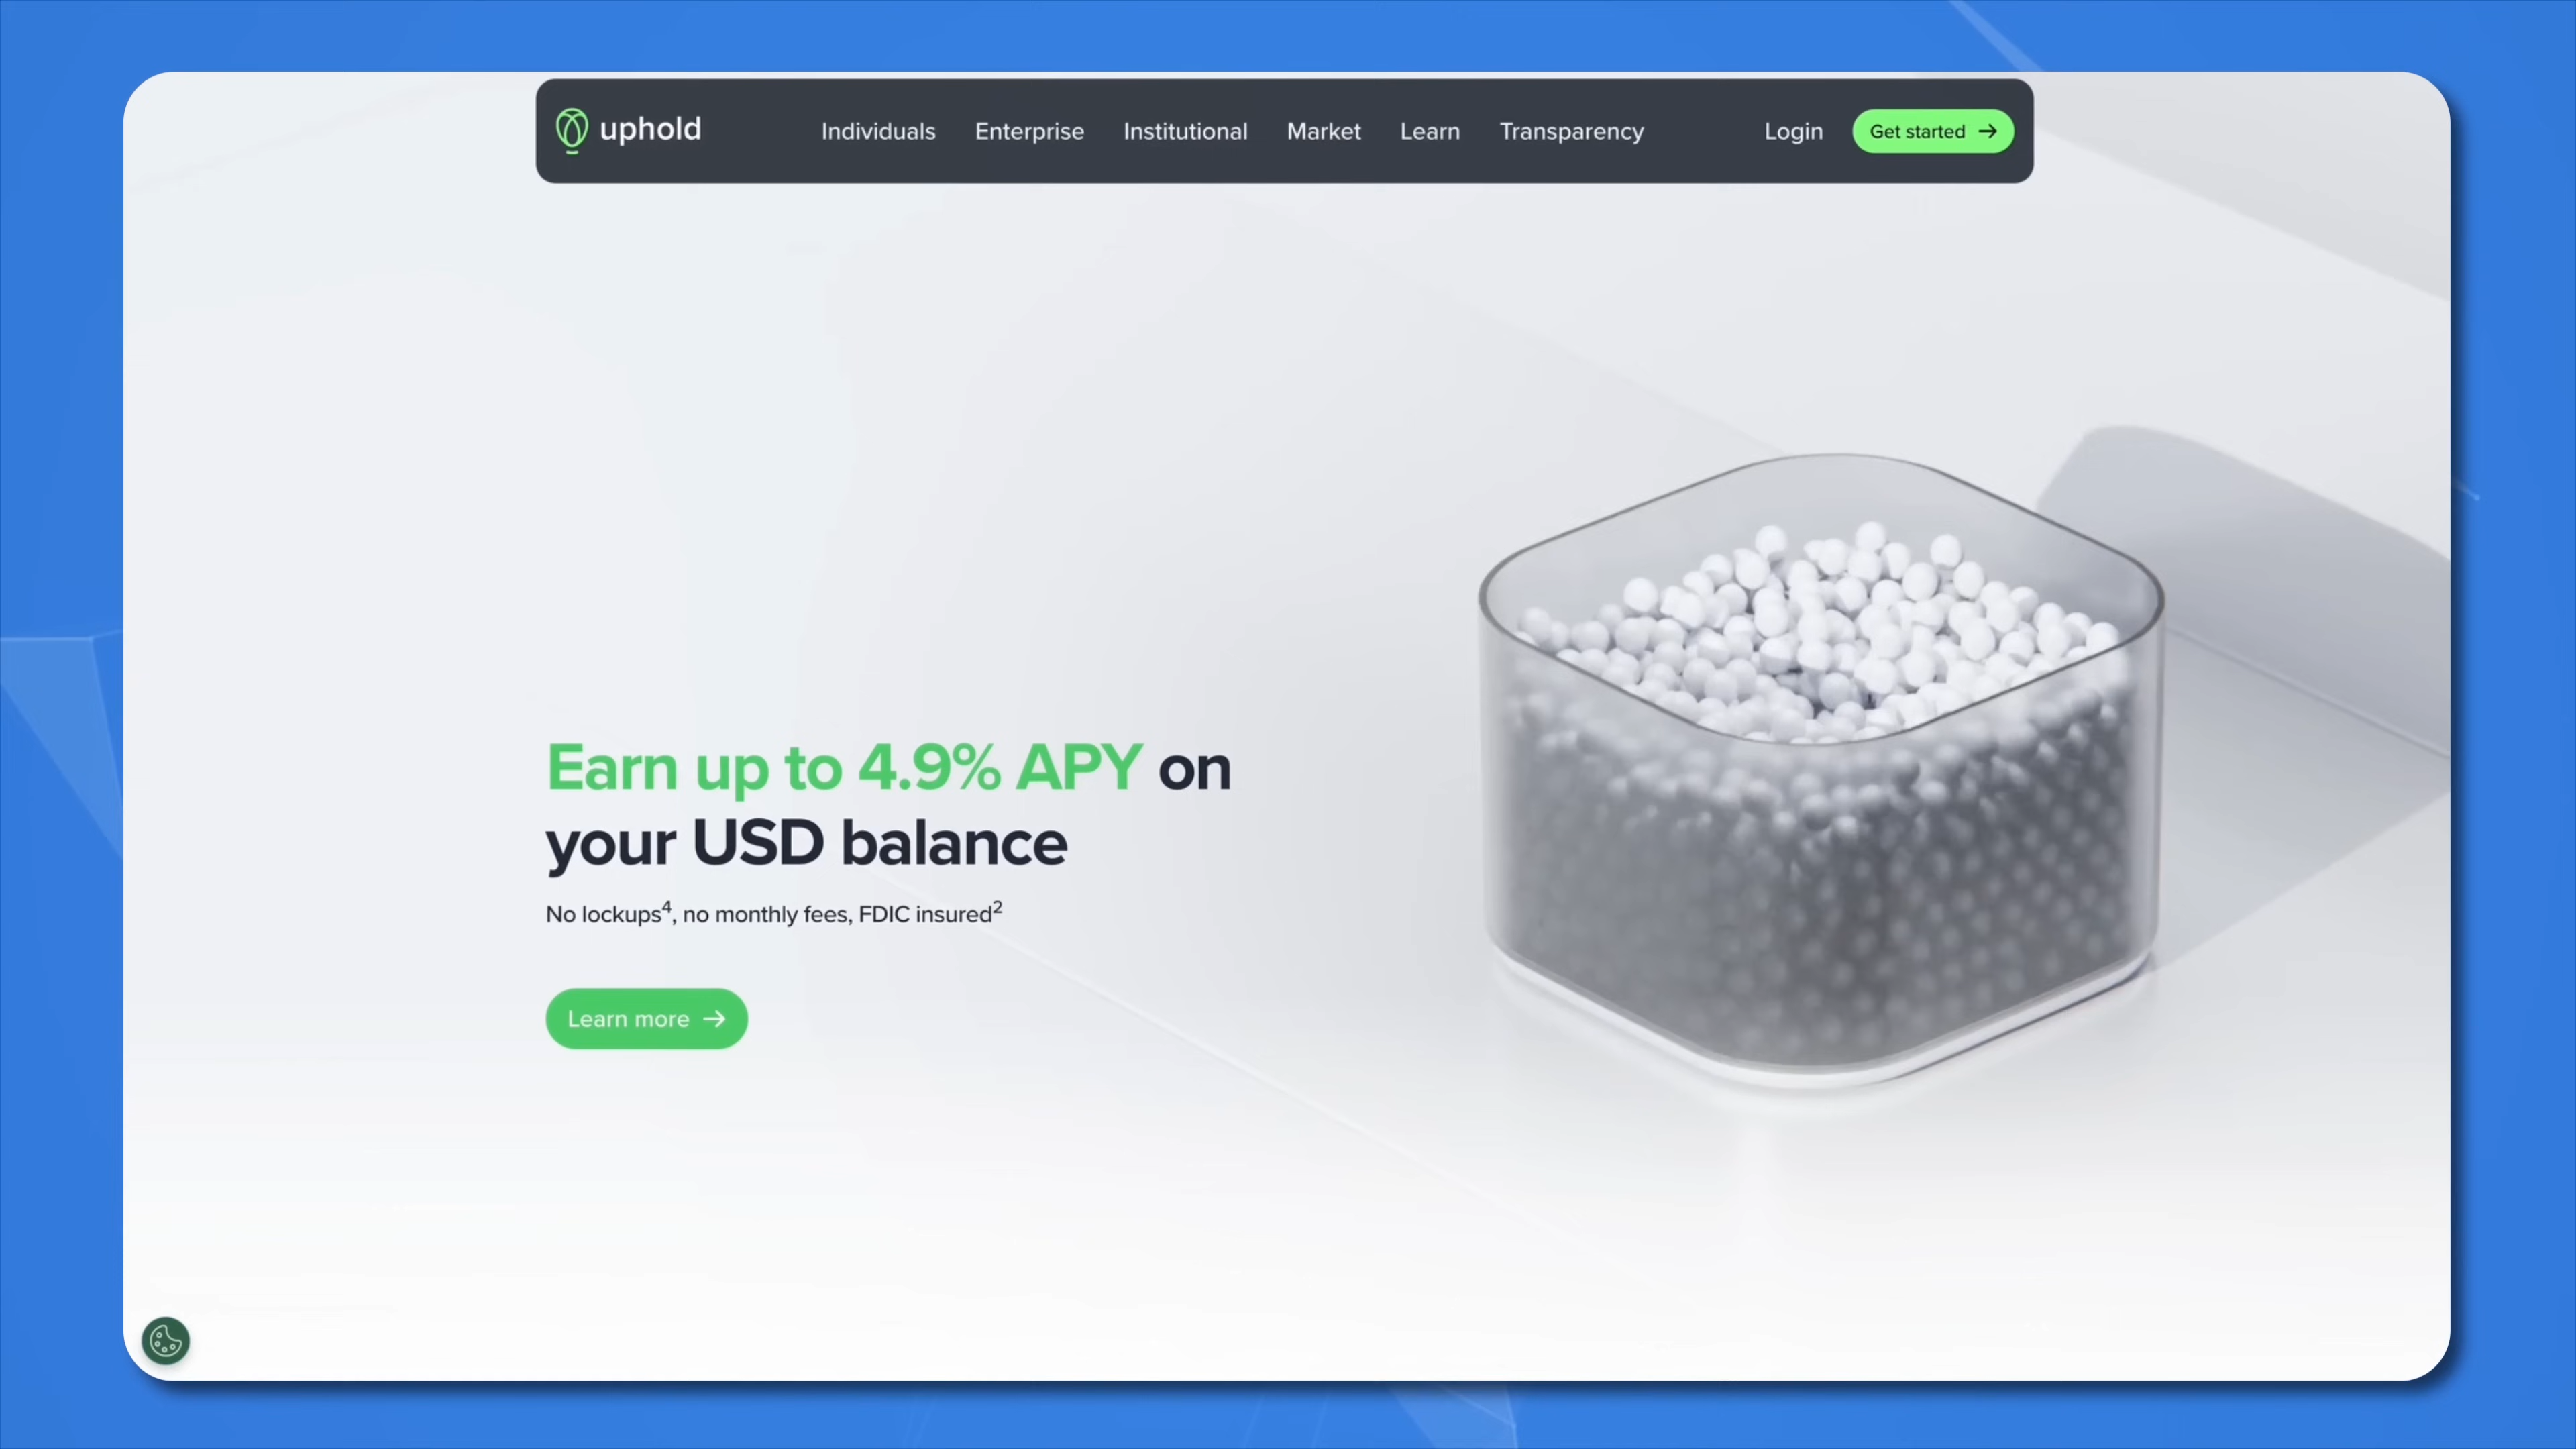 uphold
Individuals
Enterprise
Institutional
Market
Learn
Transparency
Login
Get started
Earn up to 4.9% APY on
your USD balance
No lockups⁴, no monthly fees, FDIC insured²
Learn more